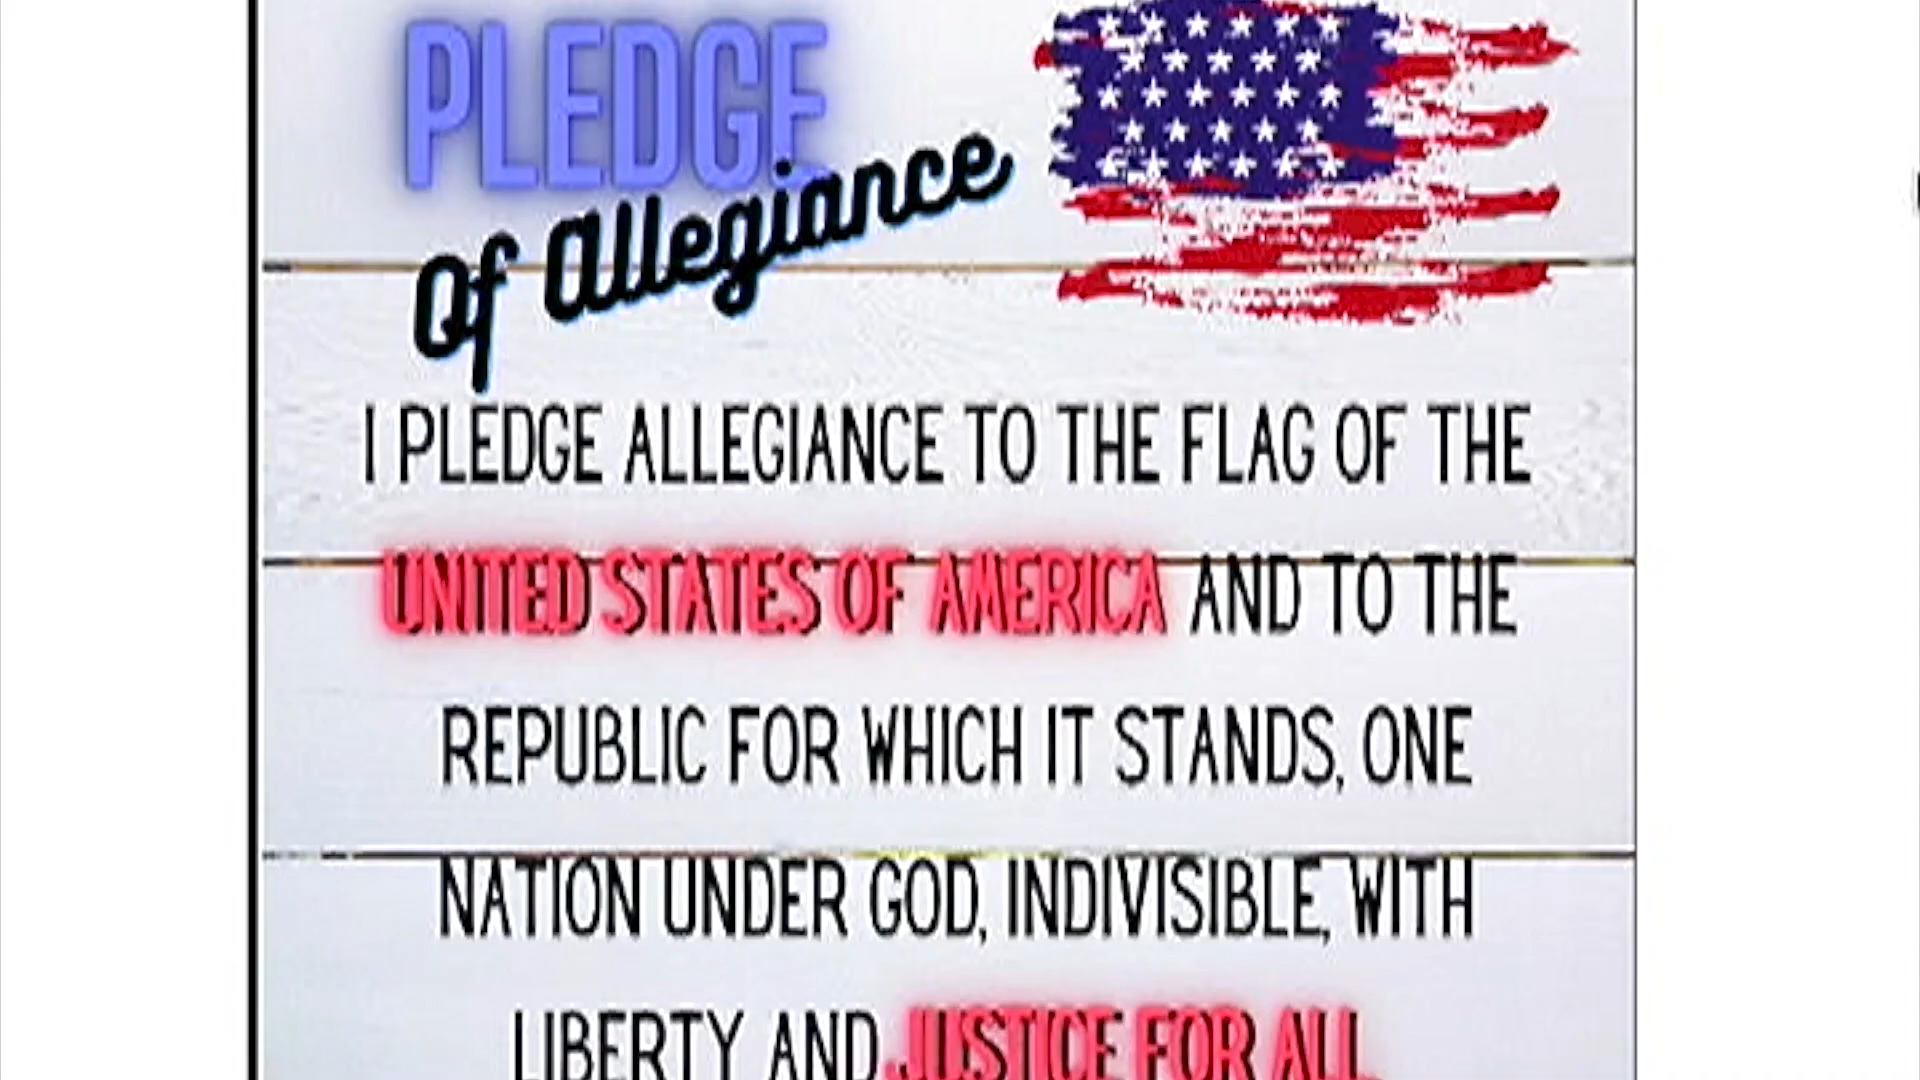 PLEDGE
Of Allegiance
I PLEDGE ALLEGIANCE TO THE FLAG OF THE
UNITED STATES OF AMERICA AND TO THE
REPUBLIC FOR WHICH IT STANDS, ONE
NATION UNDER GOD, INDIVISIBLE, WITH
LIBERTY AND JUSTICE FOR ALL